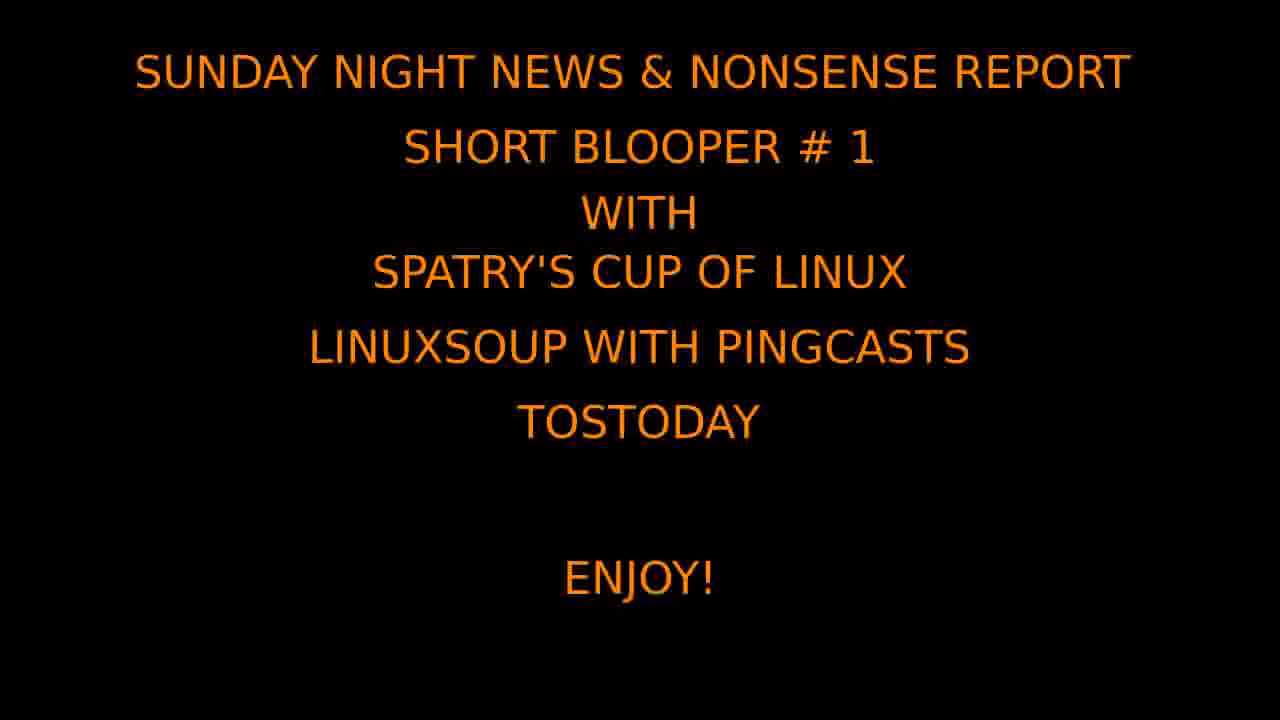 SUNDAY NIGHT NEWS & NONSENSE REPORT
SHORT BLOOPER # 1
WITH
SPATRY'S CUP OF LINUX
LINUXSOUP WITH PINGCASTS
TOSTODAY
ENJOY!